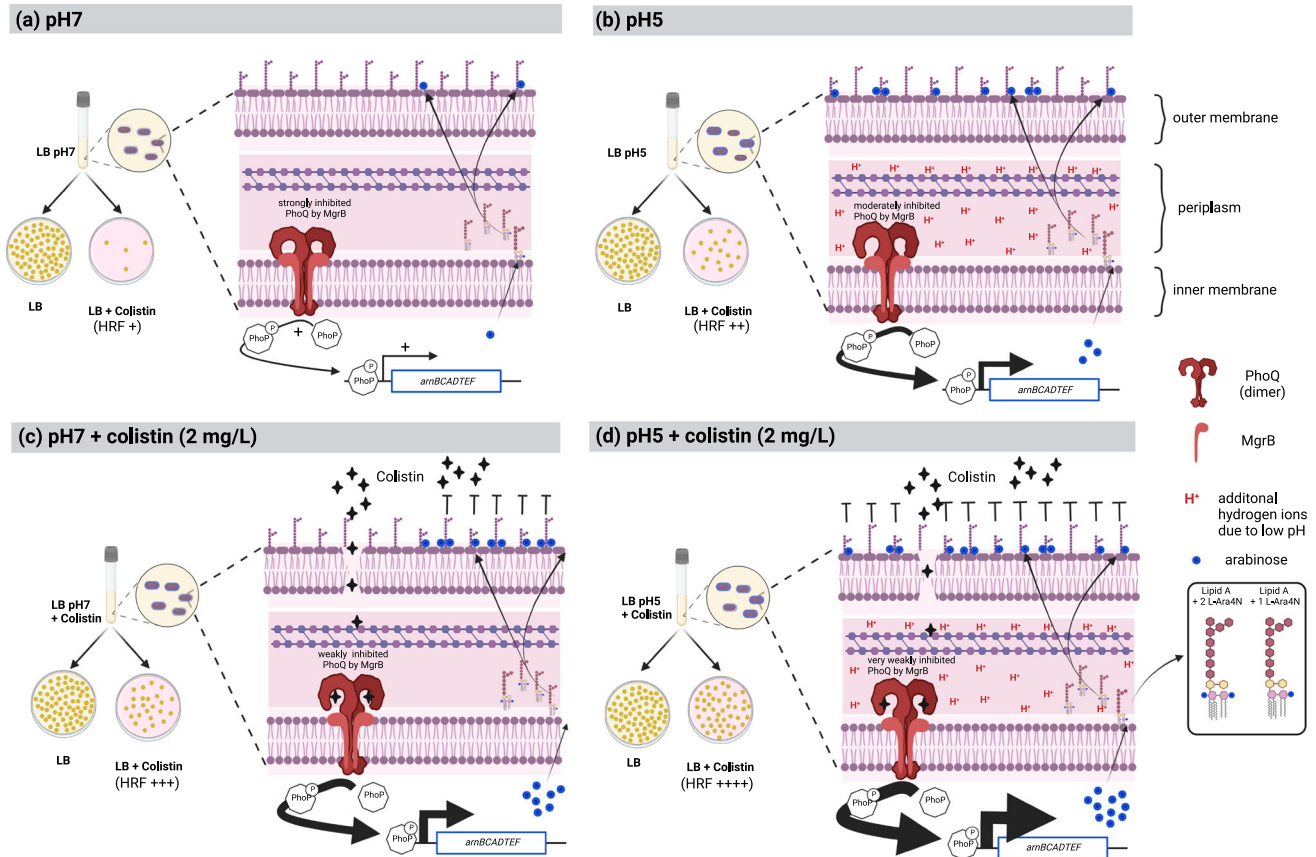 (a) pH7
LB pH7
LB
LB + Colistin
(HRF +)
strongly inhibited
PhoQ by MgrB
P
PhoP
+
PhoP
P
PhoP
+
arnBCADTEF
(b) pH5
LB pH5
LB
LB + Colistin
(HRF ++)
H+ H+ H+ H+ H+ H+ H+ H+
moderately inhibited
PhoQ by MgrB
H+ H+ H+ H+ H+ H+ H+ H+ H+ H+ H+
P
PhoP
PhoP
P
PhoP
arnBCADTEF
outer membrane
periplasm
inner membrane
PhoQ
(dimer)
MgrB
H+
additonal
hydrogen ions
due to low pH
arabinose
Lipid A
+ 2 L-Ara4N
Lipid A
+ 1 L-Ara4N
(c) pH7 + colistin (2 mg/L)
Colistin
LB pH7
+ Colistin
LB
LB + Colistin
(HRF +++)
weakly inhibited
PhoQ by MgrB
P
PhoP
PhoP
P
PhoP
arnBCADTEF
(d) pH5 + colistin (2 mg/L)
Colistin
LB pH5
+ Colistin
LB
LB + Colistin
(HRF ++++)
H+ H+ H+ H+ H+ H+ H+ H+
very weakly inhibited
PhoQ by MgrB
H+ H+ H+ H+ H+ H+ H+ H+ H+ H+ H+
P
PhoP
PhoP
P
PhoP
arnBCADTEF